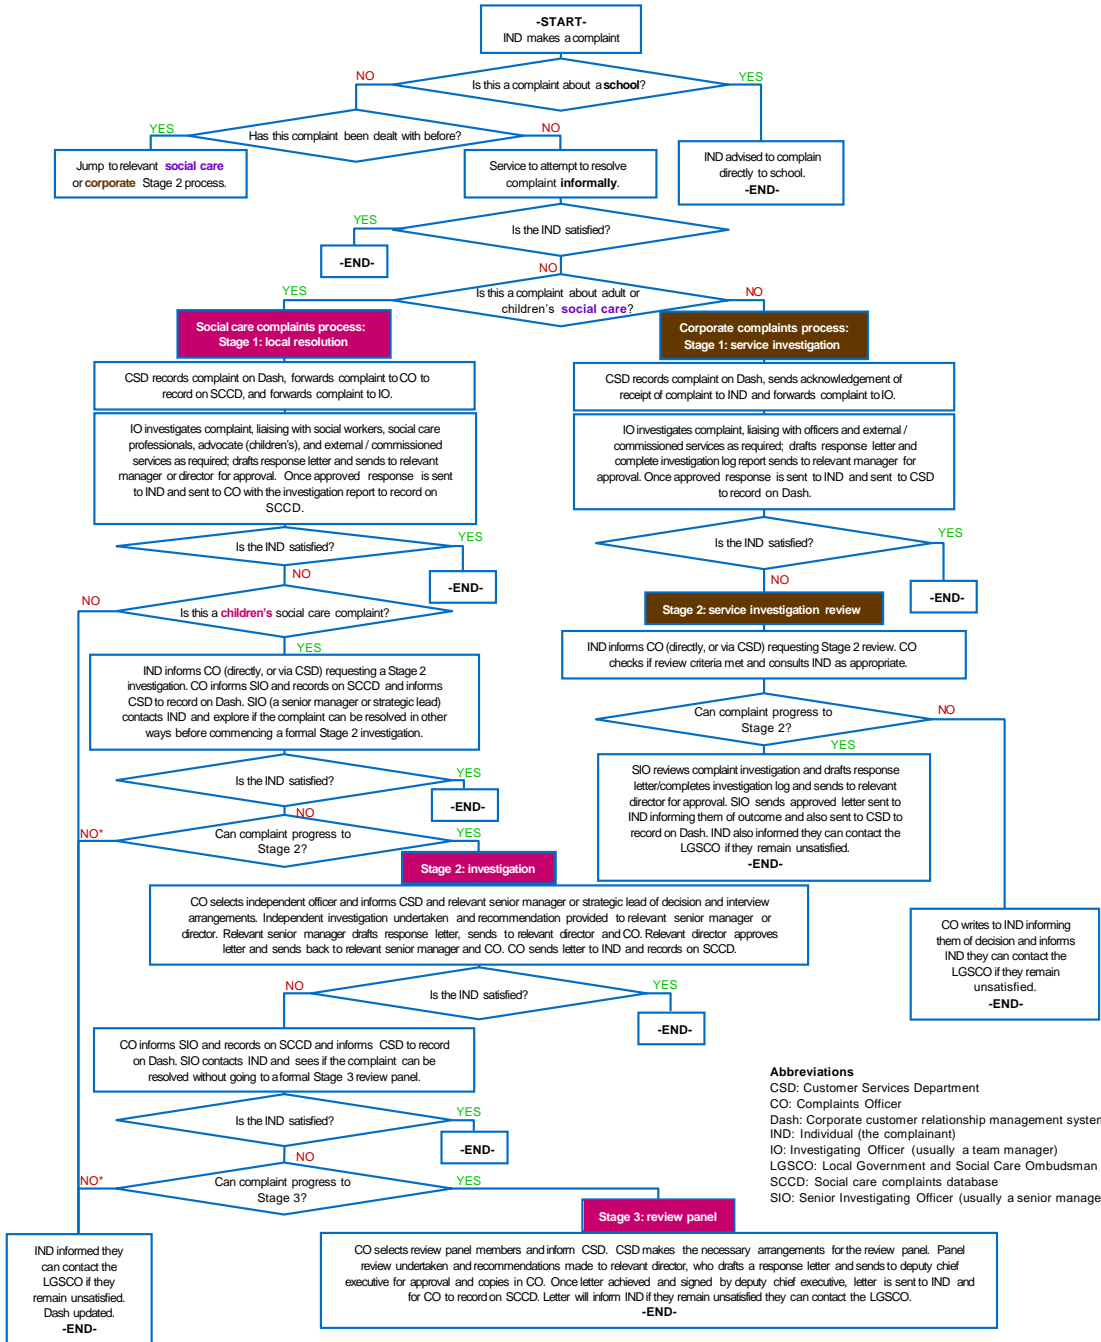 -START-
IND makes a complaint
NO
Is this a complaint about a school?
YES
YES
Has this complaint been dealt with before?
NO
Jump to relevant social care
or corporate Stage 2 process.
Service to attempt to resolve
complaint informally.
IND advised to complain
directly to school.
-END-
YES
Is the IND satisfied?
-END-
NO
YES
Is this a complaint about adult or
children's social care?
NO
Social care complaints process:
Stage 1: local resolution
Corporate complaints process:
Stage 1: service investigation
CSD records complaint on Dash, forwards complaint to CO to
record on SCCD, and forwards complaint to IO.
CSD records complaint on Dash, sends acknowledgement of
receipt of complaint to IND and forwards complaint to IO.
IO investigates complaint, liaising with social workers, social care
professionals, advocate (children's), and external / commissioned
services as required; drafts response letter and sends to relevant
manager or director for approval. Once approved response is sent
to IND and sent to CO with the investigation report to record on
SCCD.
IO investigates complaint, liaising with officers and external /
commissioned services as required; drafts response letter and
complete investigation log report sends to relevant manager for
approval. Once approved response is sent to IND and sent to CSD
to record on Dash.
Is the IND satisfied?
YES
-END-
NO
Is the IND satisfied?
YES
-END-
NO
NO
Is this a children's social care complaint?
YES
Stage 2: service investigation review
IND informs CO (directly, or via CSD) requesting Stage 2 review. CO
checks if review criteria met and consults IND as appropriate.
IND informs CO (directly, or via CSD) requesting a Stage 2
investigation. CO informs SIO and records on SCCD and informs
CSD to record on Dash. SIO (a senior manager or strategic lead)
contacts IND and explore if the complaint can be resolved in other
ways before commencing a formal Stage 2 investigation.
Can complaint progress to
Stage 2?
NO
YES
Is the IND satisfied?
YES
-END-
NO
SIO reviews complaint investigation and drafts response
letter/completes investigation log and sends to relevant
director for approval. SIO sends approved letter sent to
IND informing them of outcome and also sent to CSD to
record on Dash. IND also informed they can contact the
LGSCO if they remain unsatisfied.
-END-
NO*
Can complaint progress to
Stage 2?
YES
Stage 2: investigation
CO selects independent officer and informs CSD and relevant senior manager or strategic lead of decision and interview
arrangements. Independent investigation undertaken and recommendation provided to relevant senior manager or
director. Relevant senior manager drafts response letter, sends to relevant director and CO. Relevant director approves
letter and sends back to relevant senior manager and CO. CO sends letter to IND and records on SCCD.
CO writes to IND informing
them of decision and informs
IND they can contact the
LGSCO if they remain
unsatisfied.
-END-
NO
Is the IND satisfied?
YES
-END-
CO informs SIO and records on SCCD and informs CSD to record
on Dash. SIO contacts IND and sees if the complaint can be
resolved without going to a formal Stage 3 review panel.
Is the IND satisfied?
YES
-END-
NO
NO*
Can complaint progress to
Stage 3?
YES
Abbreviations
CSD: Customer Services Department
CO: Complaints Officer
Dash: Corporate customer relationship management system
IND: Individual (the complainant)
IO: Investigating Officer (usually a team manager)
LGSCO: Local Government and Social Care Ombudsman
SCCD: Social care complaints database
SIO: Senior Investigating Officer (usually a senior manage
Stage 3: review panel
IND informed they
can contact the
LGSCO if they
remain unsatisfied.
Dash updated.
-END-
CO selects review panel members and inform CSD. CSD makes the necessary arrangements for the review panel. Panel
review undertaken and recommendations made to relevant director, who drafts a response letter and sends to deputy chief
executive for approval and copies in CO. Once letter achieved and signed by deputy chief executive, letter is sent to IND and
for CO to record on SCCD. Letter will inform IND if they remain unsatisfied they can contact the LGSCO.
-END-